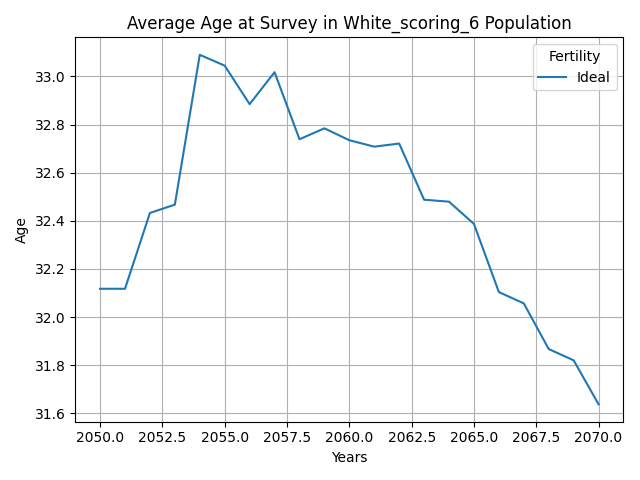 Average Age at Survey in White_scoring_6 Population
Fertility
Ideal
Age
33.0
32.8
32.6
32.4
32.2
32.0
31.8
31.6
2050.0 2052.5 2055.0 2057.5 2060.0 2062.5 2065.0 2067.5 2070.0
Years